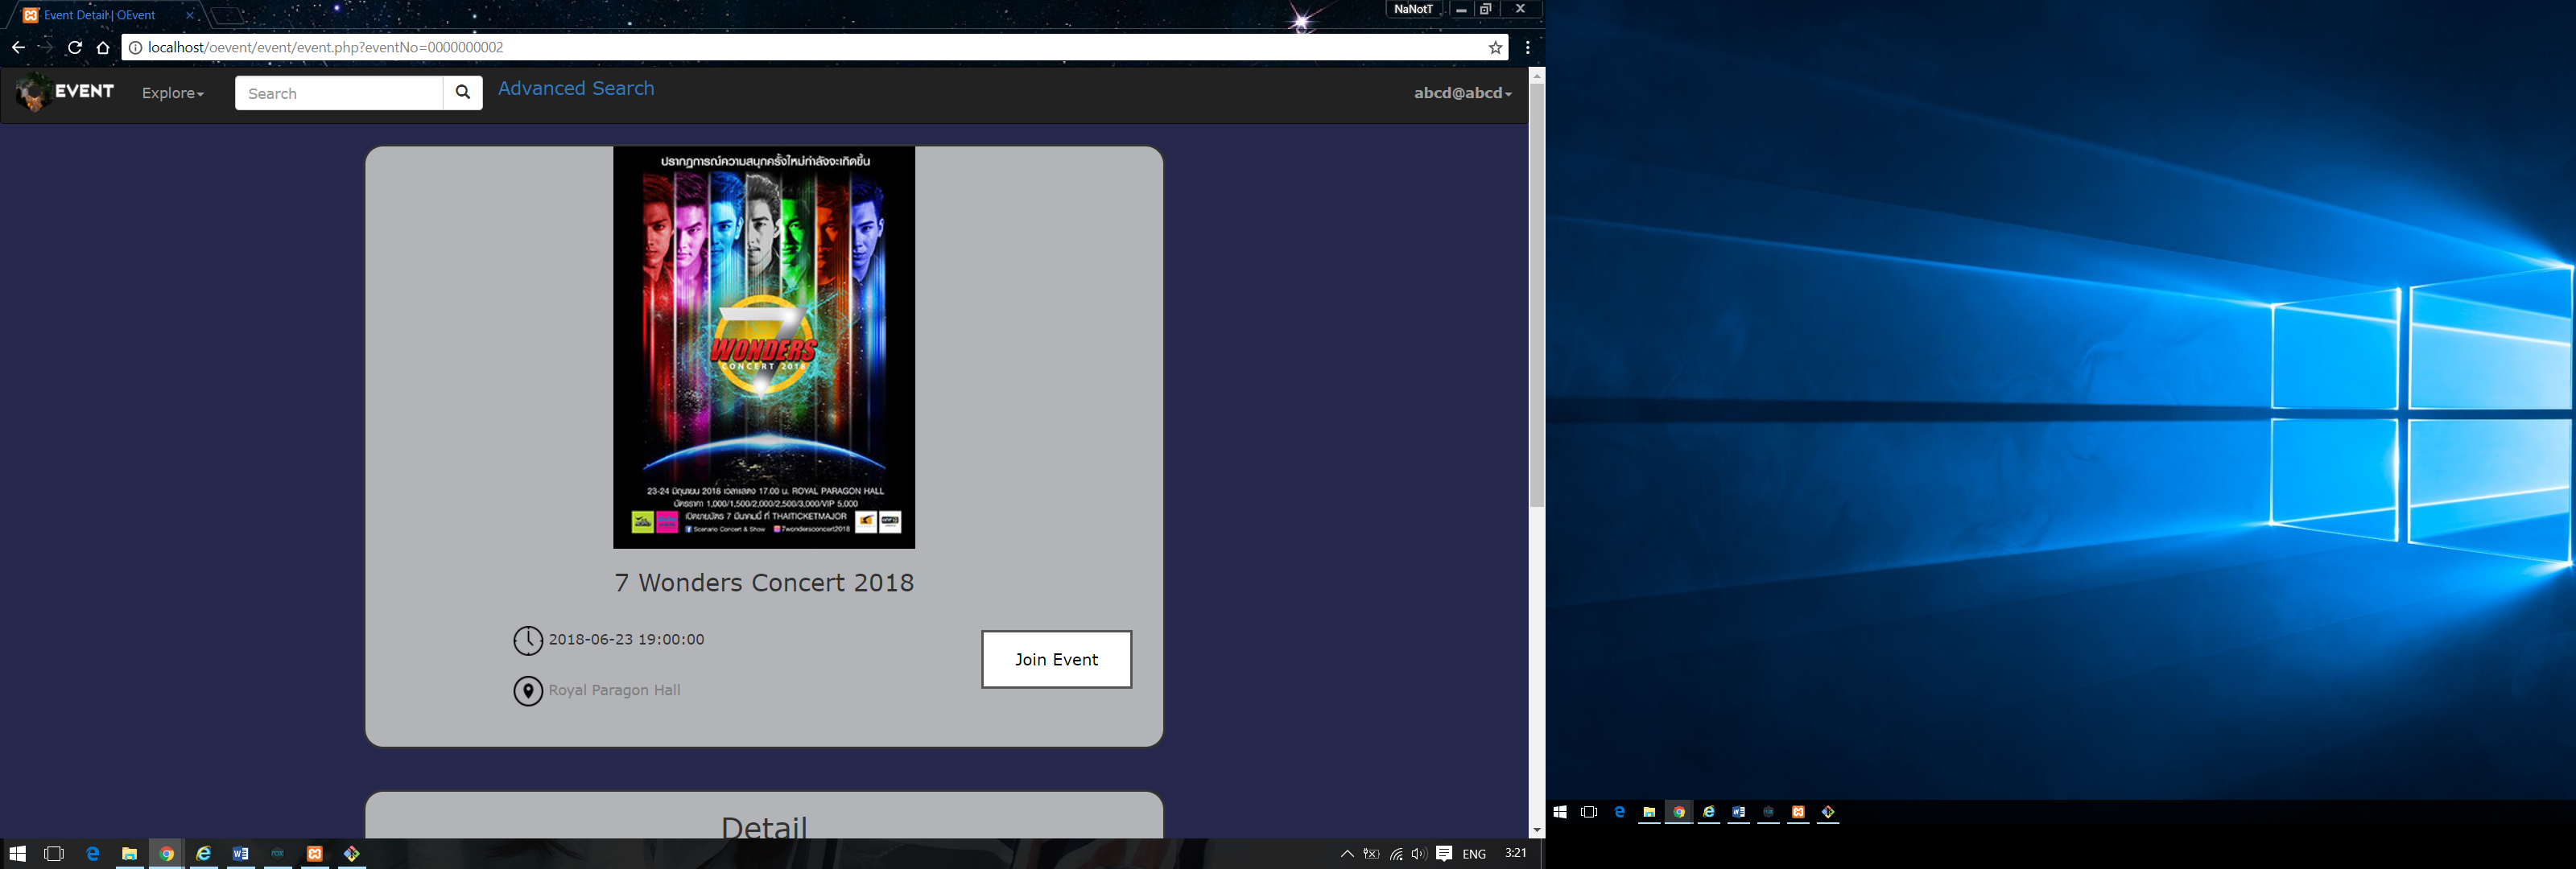 Event Detail | OEvent
NaNotT
localhost/oevent/event/event.php?eventNo=0000000002
EVENT
Explore
Search
Advanced Search
abcd@abcd
ปรากฏการณ์ความสนุกครั้งใหม่กำลังจะเกิดขึ้น
7
WONDERS
CONCERT 2018
23-24 มิถุนายน 2018 เวลาแสดง 17.00 น. ROYAL PARAGON HALL
บัตรราคา 1,000/1,500/2,000/2,500/3,000/VIP 5,000
เปิดขายบัตร 7 มีนาคมนี้ ที่ THAITICKETMAJOR
Scenario Concert & Show 7wondersconcert2018
7 Wonders Concert 2018
2018-06-23 19:00:00
Join Event
Royal Paragon Hall
Detail
ENG
3:21